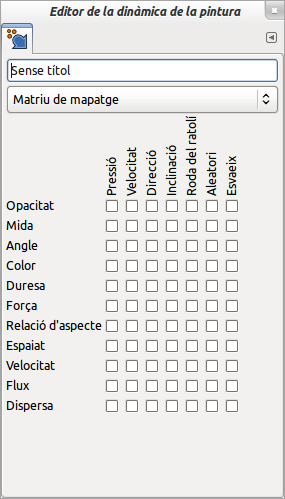 Editor de la dinàmica de la pintura
Sense títol
Matriu de mapatge
Pressió
Velocitat
Direcció
Inclinació
Roda del ratolí
Aleatori
Esvaeix
Opacitat
Mida
Angle
Color
Duresa
Força
Relació d'aspecte
Espaiat
Velocitat
Flux
Dispersa